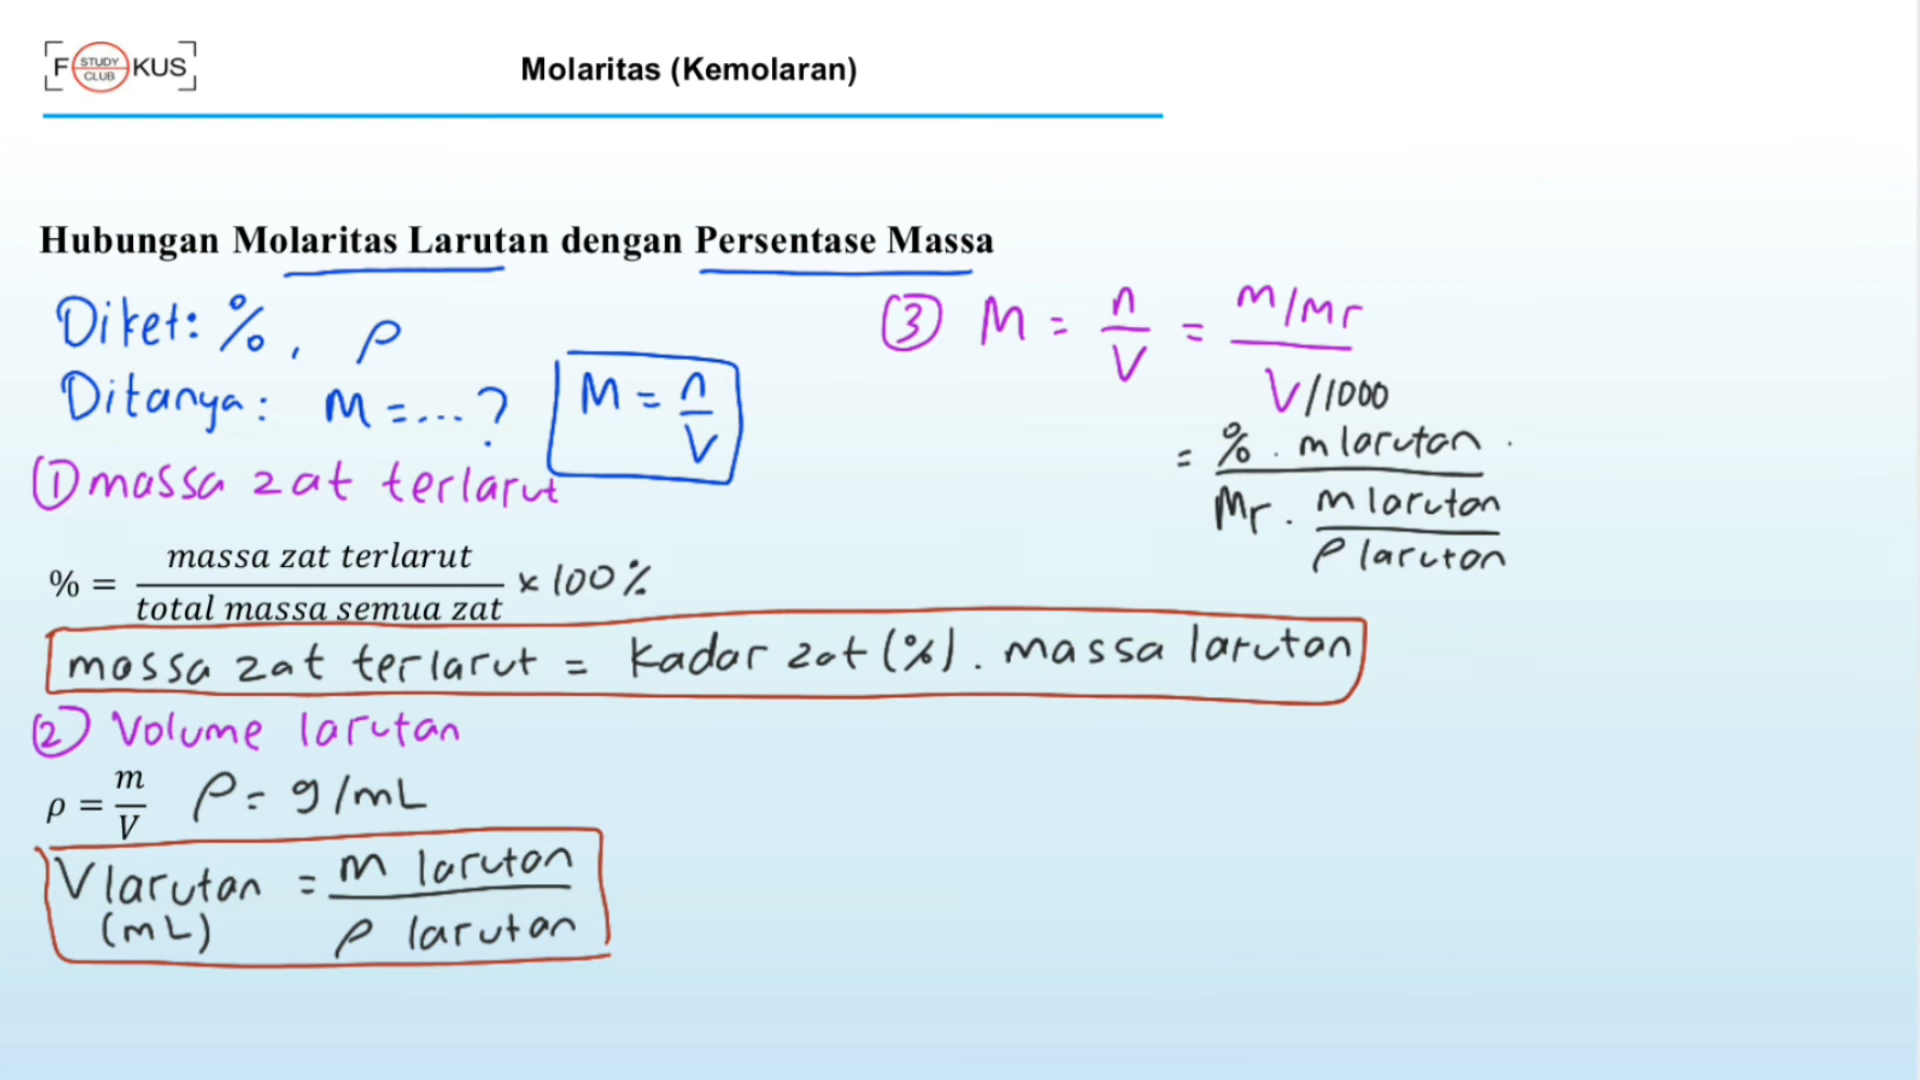 F STUDY CLUB KUS
Molaritas (Kemolaran)
Hubungan Molaritas Larutan dengan Persentase Massa
Diket: %, ρ
Ditanya: M = ... ?
M = n/V
① massa zat terlarut
% = massa zat terlarut / total massa semua zat × 100%
massa zat terlarut = kadar zat (%) . massa larutan
② Volume larutan
ρ = m/V ρ = g/mL
V larutan (mL) = m larutan / ρ larutan
③ M = n/V = m/Mr / V/1000
= % . m larutan . / Mr . m larutan / ρ larutan